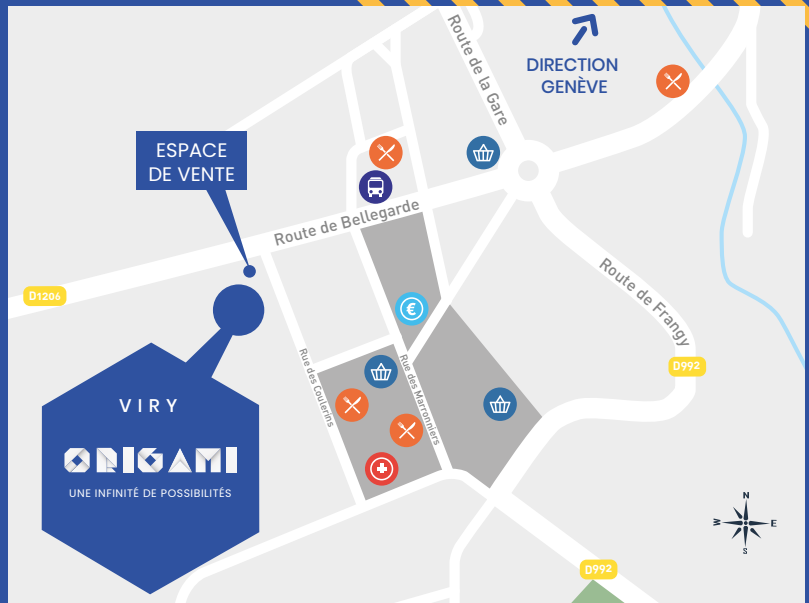 Route de la Gare
DIRECTION
GENÈVE
ESPACE
DE VENTE
Route de Bellegarde
D1206
€
Route de Frangy
D992
Rue des Coulerins
Rue des Marronniers
VIRY
ORIGAMI
UNE INFINITÉ DE POSSIBILITÉS
N
W
E
S
D992